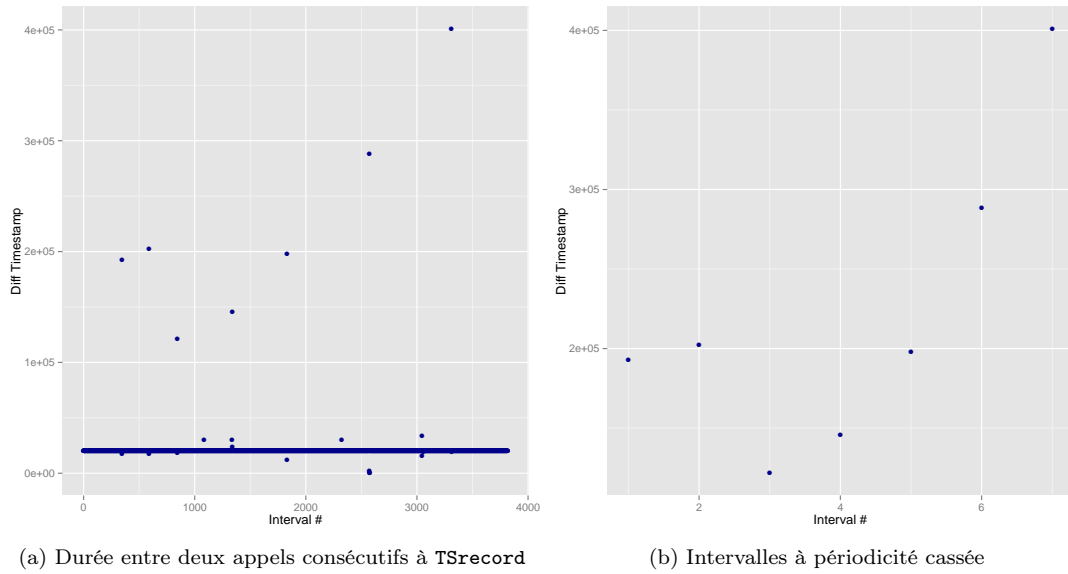 4e+05
3e+05
2e+05
1e+05
0e+00
Diff Timestamp
0
1000
2000
3000
4000
Interval #
(a) Durée entre deux appels consécutifs à TSrecord
4e+05
3e+05
2e+05
Diff Timestamp
2
4
6
Interval #
(b) Intervalles à périodicité cassée